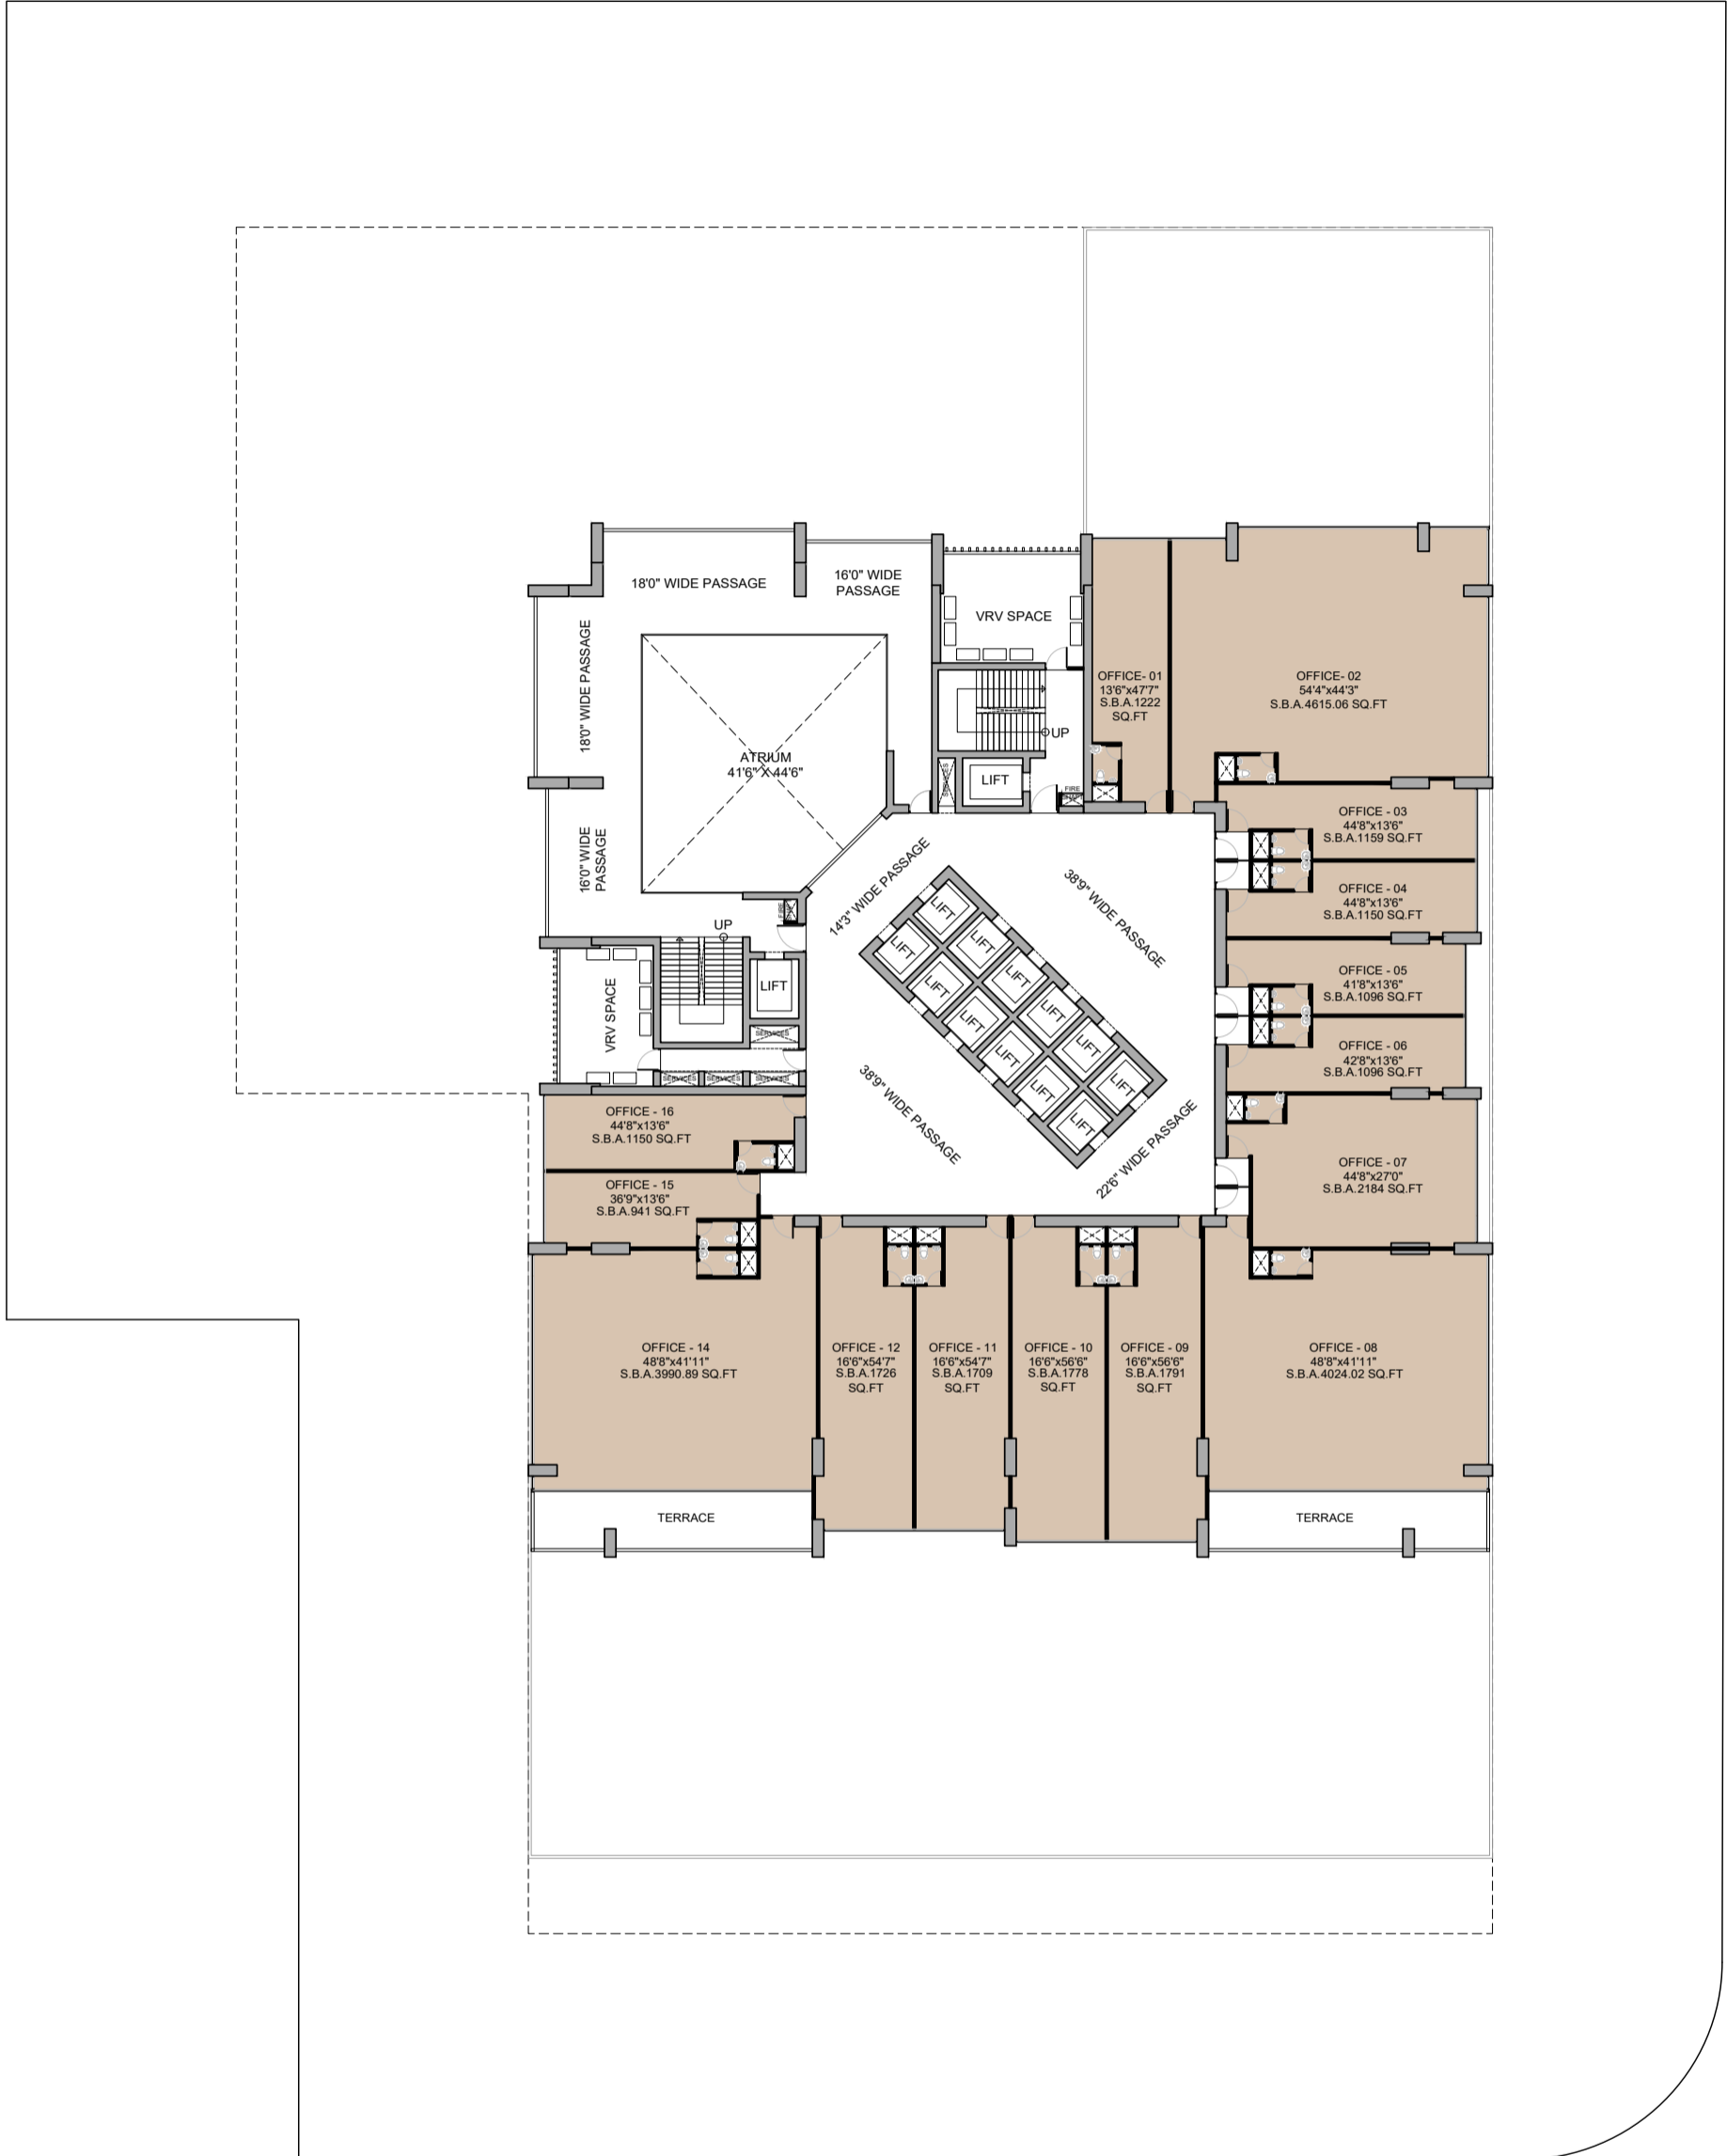 18'0" WIDE PASSAGE
16'0" WIDE
PASSAGE
VRV SPACE
18'0" WIDE PASSAGE
OFFICE- 01
13'6"x47'7"
S.B.A.1222
SQ.FT
OFFICE- 02
54'4"x44'3"
S.B.A.4615.06 SQ.FT
UP
ATRIUM
41'6" X 44'6"
SERVICES
LIFT
FIRE
OFFICE - 03
44'8"x13'6"
S.B.A.1159 SQ.FT
16'0" WIDE
PASSAGE
14'3" WIDE PASSAGE
38'9" WIDE PASSAGE
OFFICE - 04
44'8"x13'6"
S.B.A.1150 SQ.FT
FIRE
UP
LIFT
LIFT
LIFT
LIFT
LIFT
LIFT
LIFT
LIFT
LIFT
LIFT
LIFT
LIFT
OFFICE - 05
41'8"x13'6"
S.B.A.1096 SQ.FT
VRV SPACE
LIFT
SERVICES
OFFICE - 06
42'8"x13'6"
S.B.A.1096 SQ.FT
SERVICES
SERVICES
SERVICES
38'9" WIDE PASSAGE
22'6" WIDE PASSAGE
OFFICE - 16
44'8"x13'6"
S.B.A.1150 SQ.FT
OFFICE - 07
44'8"x27'0"
S.B.A.2184 SQ.FT
OFFICE - 15
36'9"x13'6"
S.B.A.941 SQ.FT
OFFICE - 14
48'8"x41'11"
S.B.A.3990.89 SQ.FT
OFFICE - 12
16'6"x54'7"
S.B.A.1726
SQ.FT
OFFICE - 11
16'6"x54'7"
S.B.A.1709
SQ.FT
OFFICE - 10
16'6"x56'6"
S.B.A.1778
SQ.FT
OFFICE - 09
16'6"x56'6"
S.B.A.1791
SQ.FT
OFFICE - 08
48'8"x41'11"
S.B.A.4024.02 SQ.FT
TERRACE
TERRACE